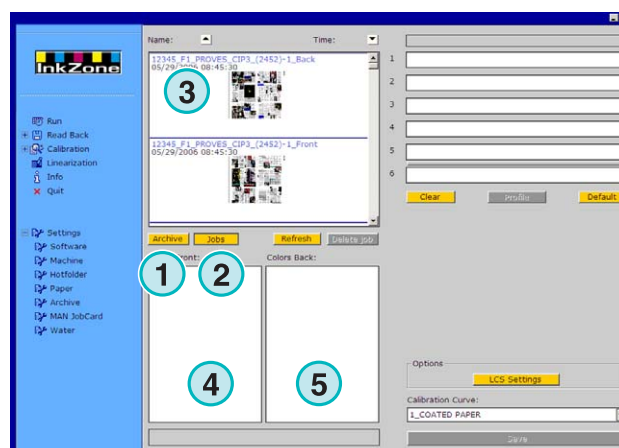 InkZone
Run
Read Back
Calibration
Linearization
Info
Quit
Settings
Software
Machine
Hotfolder
Paper
Archive
MAN JobCard
Water
Name:
Time:
12345_F1_PROVES_CIP3_(2452)-1_Back
05/29/2006 08:45:30
3
12345_F1_PROVES_CIP3_(2452)-1_Front
05/29/2006 08:45:30
Archive
Jobs
Refresh
Delete job
1
2
ront:
Colors Back:
4
5
1
2
3
4
5
6
Clear
Profile
Default
Options
LCS Settings
Calibration Curve:
1_COATED PAPER
Save